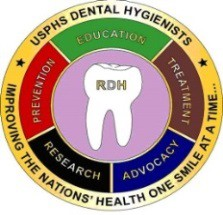 USPHS DENTAL HYGIENISTS...
EDUCATION
PREVENTION
TREATMENT
RDH
RESEARCH
ADVOCACY
IMPROVING THE NATIONS' HEALTH ONE SMILE AT A TIME...